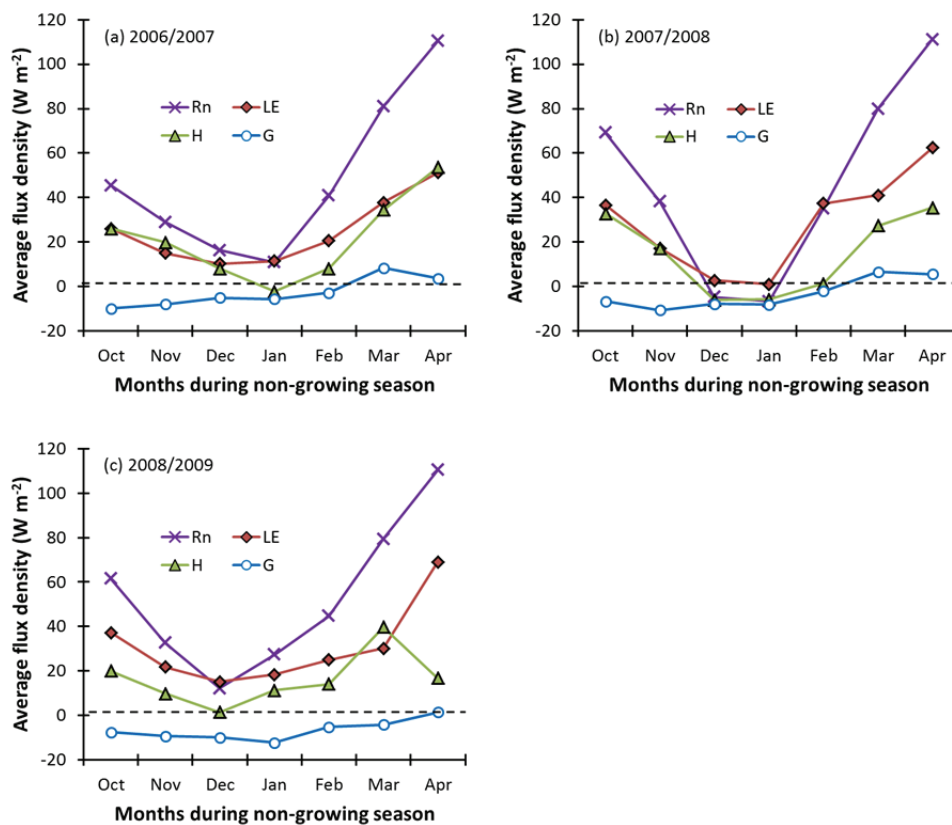 (a) 2006/2007
Average flux density (W m⁻²)
120
100
80
60
40
20
0
-20
Rn LE
H G
Oct Nov Dec Jan Feb Mar Apr
Months during non-growing season
(b) 2007/2008
Average flux density (W m⁻²)
120
100
80
60
40
20
0
-20
Rn LE
H G
Oct Nov Dec Jan Feb Mar Apr
Months during non-growing season
(c) 2008/2009
Average flux density (W m⁻²)
120
100
80
60
40
20
0
-20
Rn LE
H G
Oct Nov Dec Jan Feb Mar Apr
Months during non-growing season